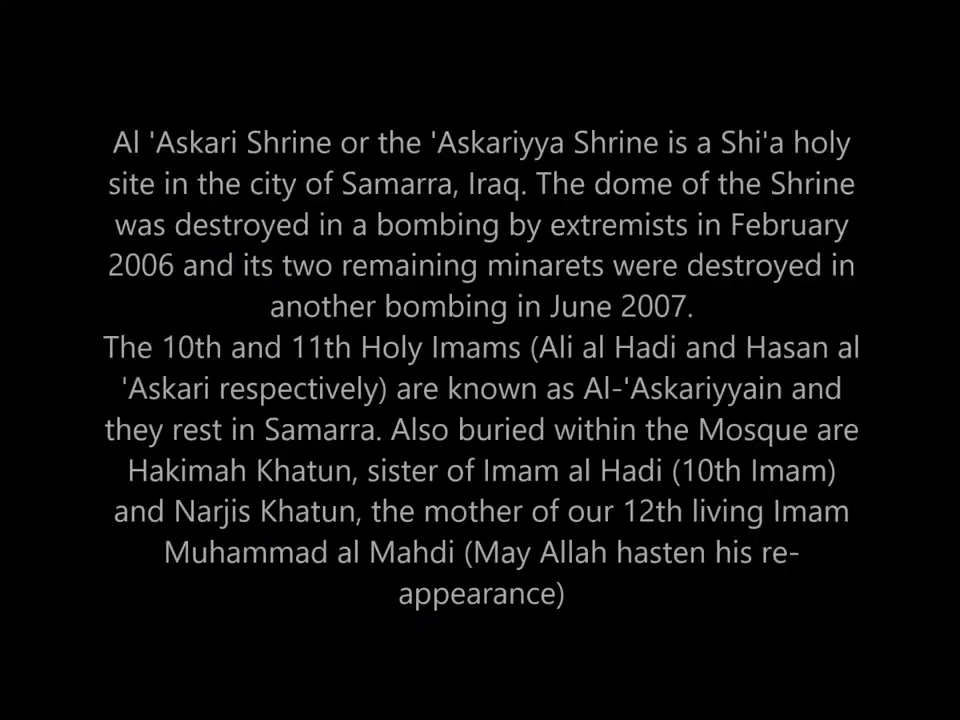 Al 'Askari Shrine or the 'Askariyya Shrine is a Shi'a holy
site in the city of Samarra, Iraq. The dome of the Shrine
was destroyed in a bombing by extremists in February
2006 and its two remaining minarets were destroyed in
another bombing in June 2007.
The 10th and 11th Holy Imams (Ali al Hadi and Hasan al
'Askari respectively) are known as Al-'Askariyyain and
they rest in Samarra. Also buried within the Mosque are
Hakimah Khatun, sister of Imam al Hadi (10th Imam)
and Narjis Khatun, the mother of our 12th living Imam
Muhammad al Mahdi (May Allah hasten his re-
appearance)